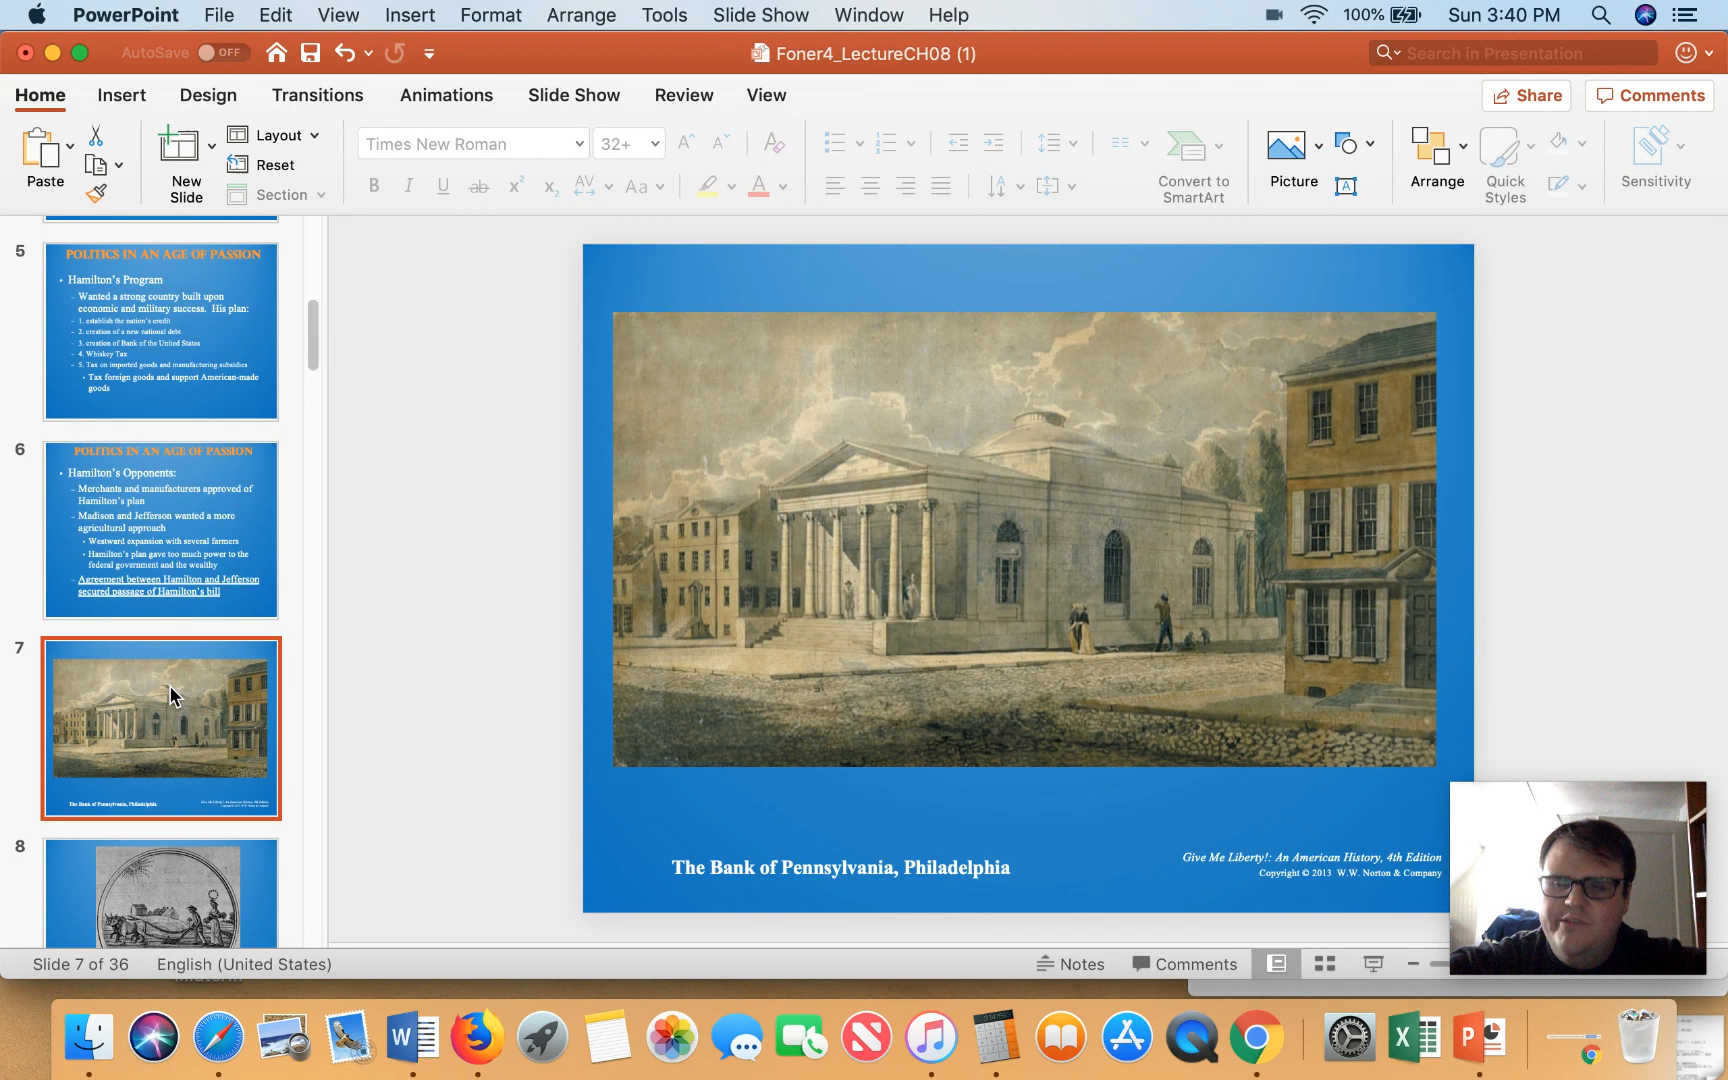 PowerPoint File Edit View Insert Format Arrange Tools Slide Show Window Help 100% Sun 3:40 PM
AutoSave OFF Foner4_LectureCH08 (1) Search in Presentation
Home Insert Design Transitions Animations Slide Show Review View Share Comments
Paste
New
Slide
Layout
Reset
Section
Times New Roman 32+
B I U ab X² X₂ AV Aa A
Convert to
SmartArt
Picture
Arrange
Quick
Styles
Sensitivity
5
POLITICS IN AN AGE OF PASSION
• Hamilton's Program
– Wanted a strong country built upon
economic and military success. His plan:
– 1. establish the nation's credit
– 2. creation of a new national debt
– 3. creation of Bank of the United States
– 4. Whiskey Tax
– 5. Tax on imported goods and manufacturing subsidies
• Tax foreign goods and support American-made
goods
6
POLITICS IN AN AGE OF PASSION
• Hamilton's Opponents:
– Merchants and manufacturers approved of
Hamilton's plan
– Madison and Jefferson wanted a more
agricultural approach
• Westward expansion with several farmers
• Hamilton's plan gave too much power to the
federal government and the wealthy
– Agreement between Hamilton and Jefferson
secured passage of Hamilton's bill
7
The Bank of Pennsylvania, Philadelphia
8
The Bank of Pennsylvania, Philadelphia
Give Me Liberty!: An American History, 4th Edition
Copyright © 2013 W.W. Norton & Company
Slide 7 of 36 English (United States) Notes Comments